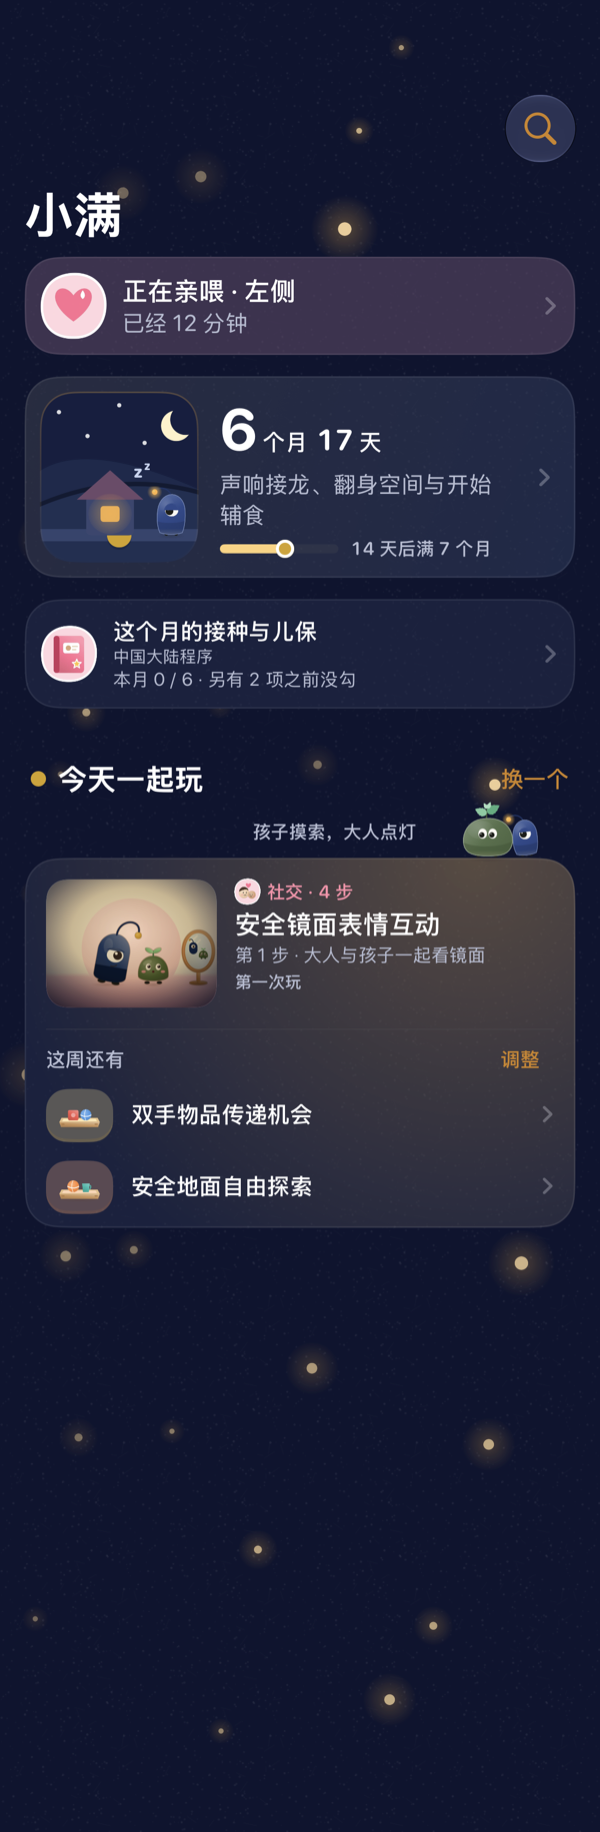 小满
正在亲喂 · 左侧
已经 12 分钟
6 个月 17 天
声响接龙、翻身空间与开始
辅食
14 天后满 7 个月
z z
这个月的接种与儿保
中国大陆程序
本月 0 / 6 · 另有 2 项之前没勾
今天一起玩
换一个
孩子摸索，大人点灯
社交 · 4 步
安全镜面表情互动
第 1 步 · 大人与孩子一起看镜面
第一次玩
这周还有
调整
双手物品传递机会
安全地面自由探索